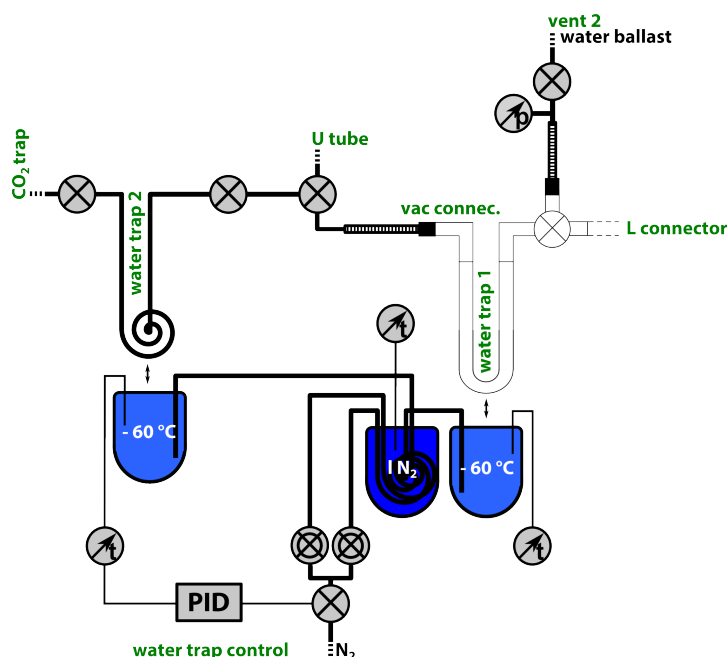 vent 2
water ballast
p
U tube
CO₂ trap
water trap 2
vac connec.
L connector
water trap 1
t
- 60 °C
l N₂
- 60 °C
t
t
PID
water trap control
N₂